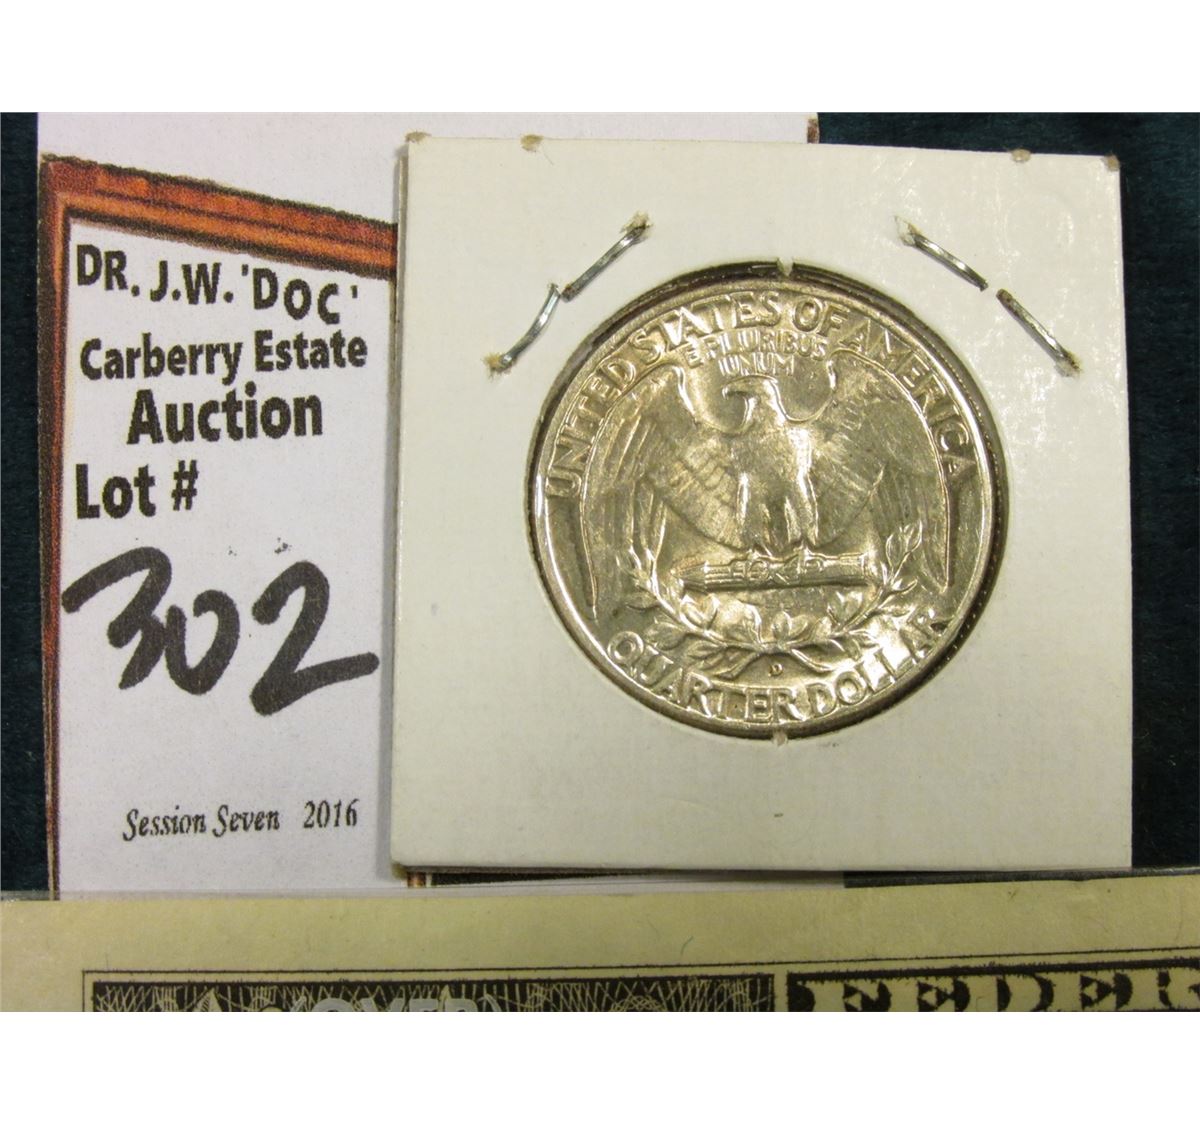 DR. J.W. 'DOC'
Carberry Estate
Auction
Lot #
302
Session Seven 2016
UNITED STATES OF AMERICA
E PLURIBUS
UNUM
D
QUARTER DOLLAR